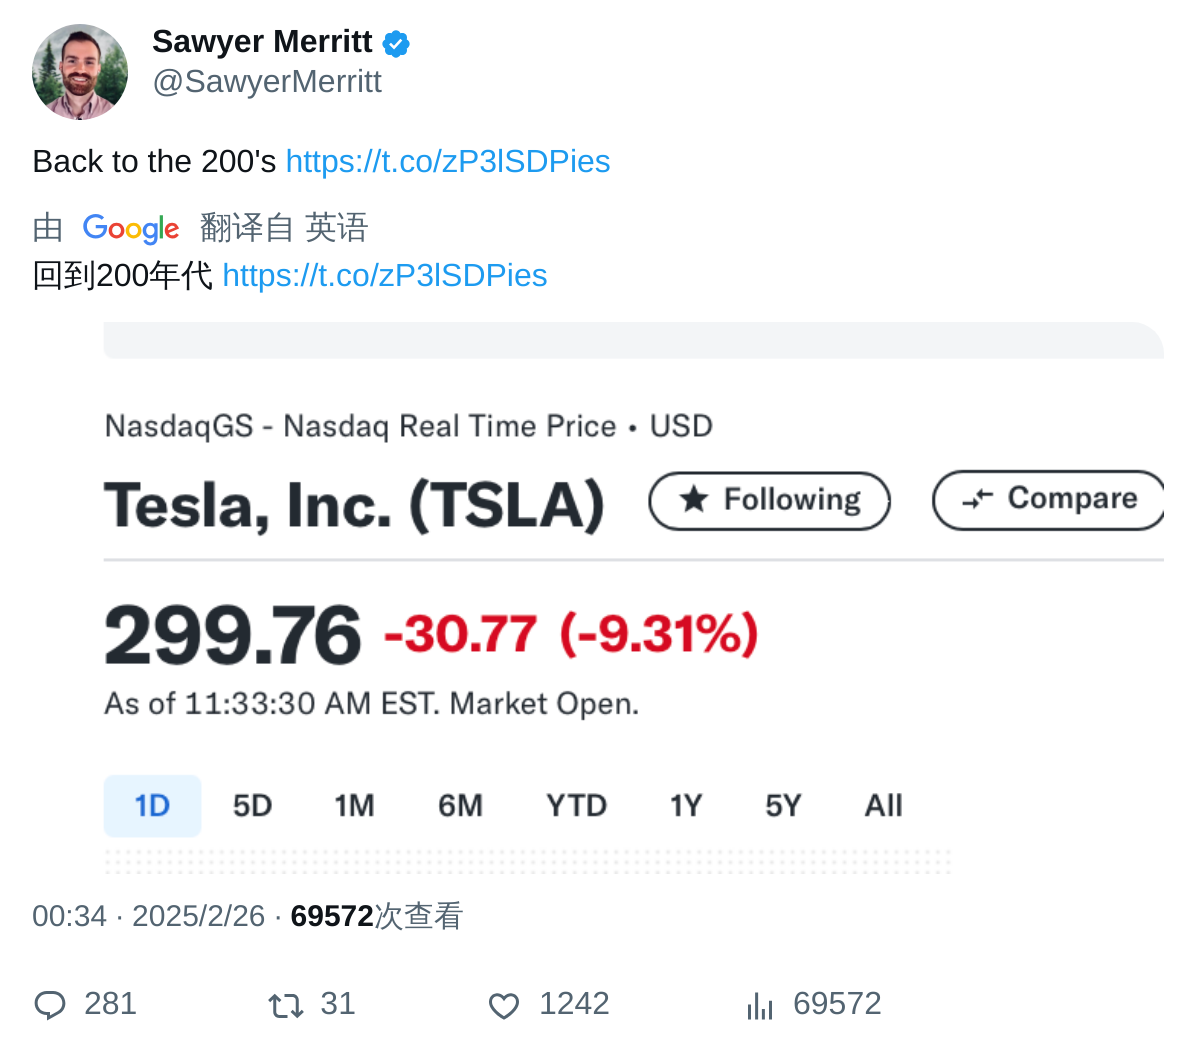 Sawyer Merritt
@SawyerMerritt
Back to the 200's https://t.co/zP3lSDPies
由 Google 翻译自 英语
回到200年代 https://t.co/zP3lSDPies
NasdaqGS - Nasdaq Real Time Price • USD
Tesla, Inc. (TSLA) Following Compare
299.76 -30.77 (-9.31%)
As of 11:33:30 AM EST. Market Open.
1D 5D 1M 6M YTD 1Y 5Y All
00:34 · 2025/2/26 · 69572次查看
281 31 1242 69572